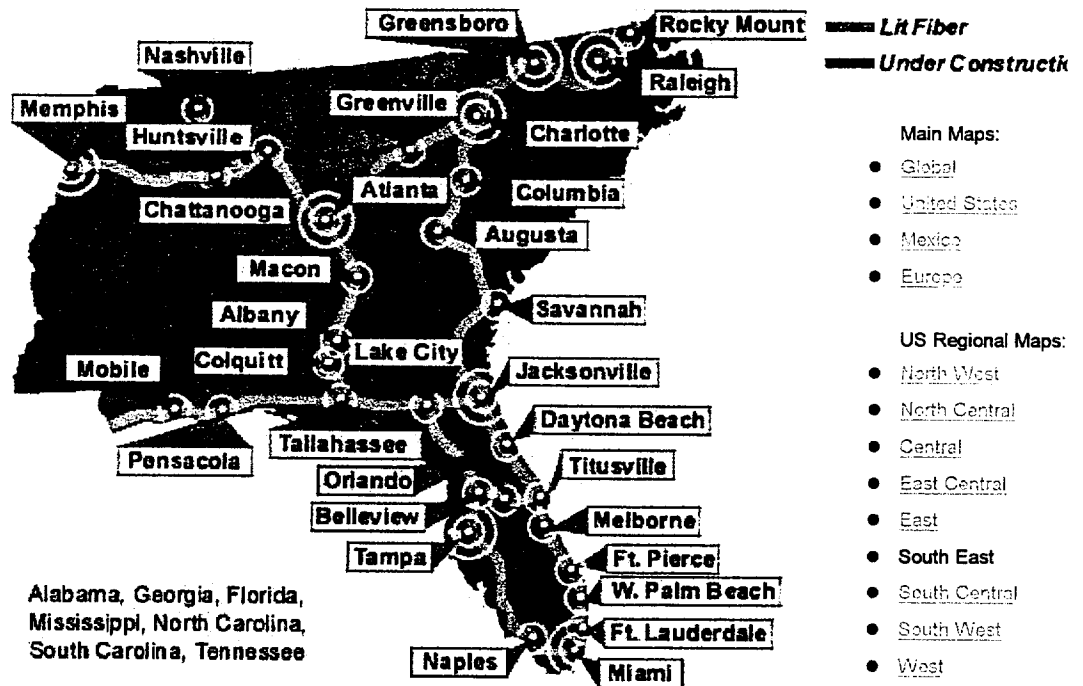 Greensboro
Rocky Mount
Nashville
Raleigh
Memphis
Greenville
Huntsville
Charlotte
Atlanta
Columbia
Chattanooga
Augusta
Macon
Savannah
Albany
Lake City
Colquitt
Mobile
Jacksonville
Daytona Beach
Tallahassee
Pensacola
Orlando
Titusville
Belleview
Melborne
Tampa
Ft. Pierce
W. Palm Beach
Ft. Lauderdale
Naples
Miami
Alabama, Georgia, Florida,
Mississippi, North Carolina,
South Carolina, Tennessee
Lit Fiber
Under Constructi
Main Maps:
Global
United States
Mexico
Europe
US Regional Maps:
North West
North Central
Central
East Central
East
South East
South Central
South West
West